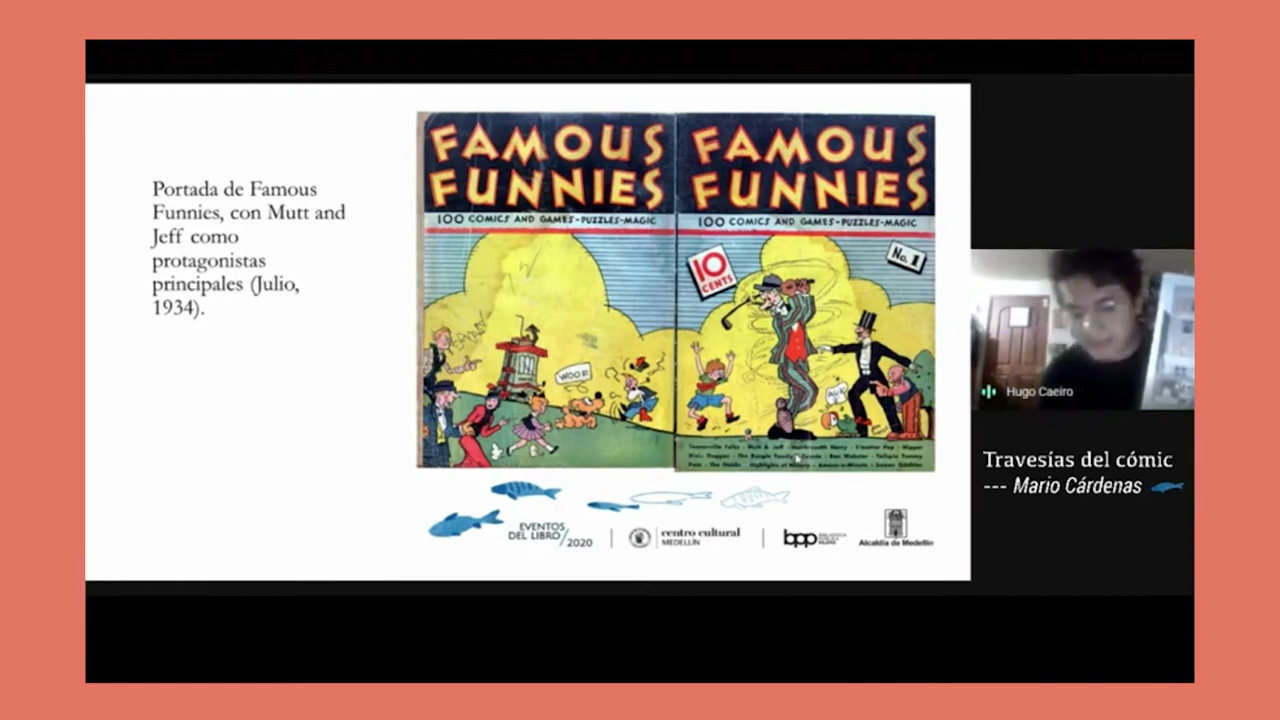 Portada de Famous
Funnies, con Mutt and
Jeff como
protagonistas
principales (Julio,
1934).
FAMOUS
FUNNIES
100 COMICS AND GAMES-PUZZLES-MAGIC
WOOF
FAMOUS
FUNNIES
100 COMICS AND GAMES-PUZZLES-MAGIC
10
CENTS
No. 1
Hugo Caeiro
Travesías del cómic
--- Mario Cárdenas
EVENTOS
DEL LIBRO/2020
centro cultural
MEDELLÍN
bpp
Alcaldía de Medellín